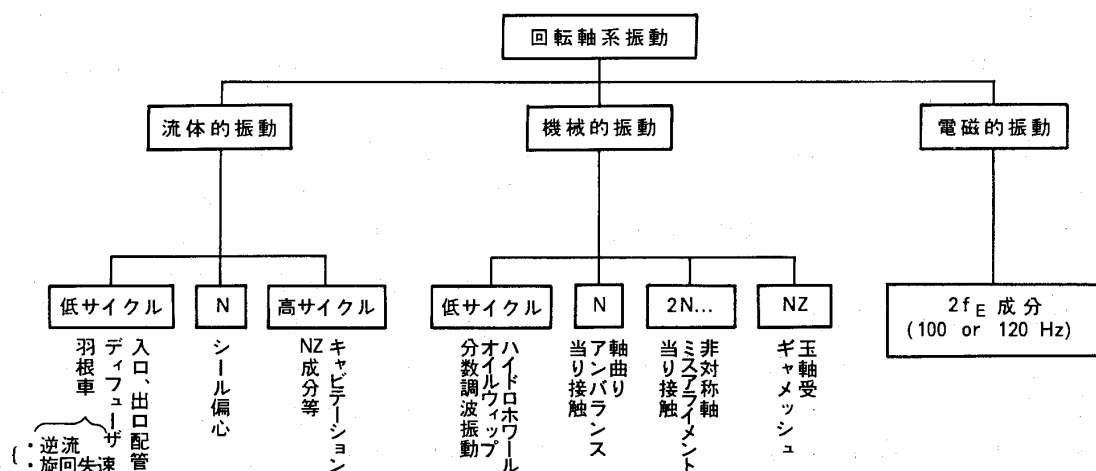 回転軸系振動
流体的振動
機械的振動
電磁的振動
低サイクル
N
高サイクル
低サイクル
N
2N...
NZ
2fE 成分
(100 or 120 Hz)
入口、出口配管
ディフューザ
羽根車
・逆流
・旋回失速
シール偏心
キャビテーション
NZ成分等
ハイドロホワール
オイルウィップ
分数調波振動
軸曲り
アンバランス
当り接触
非対称軸
ミスアライメント
当り接触
玉軸受
ギャメッシュ